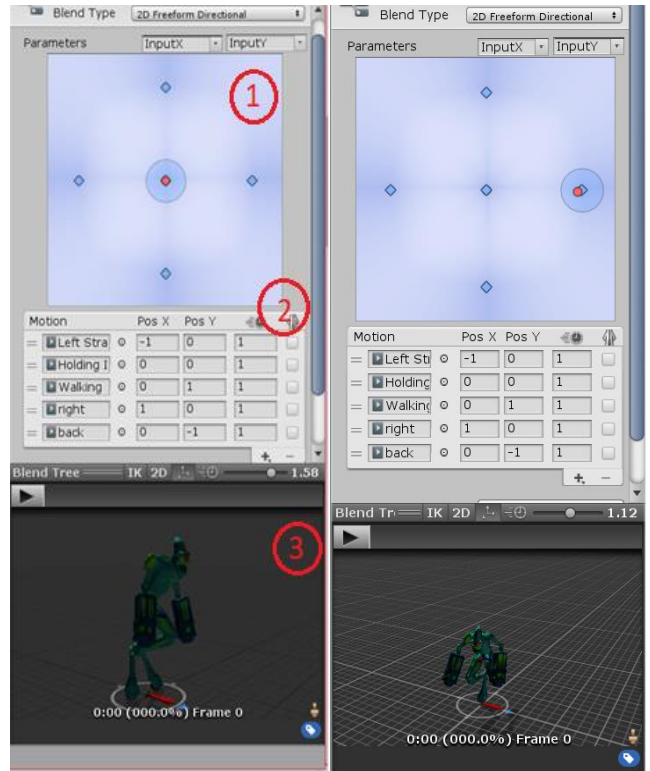 Blend Type 2D Freeform Directional
Parameters InputX InputY
1
2
Motion Pos X Pos Y
Left Stra -1 0 1
Holding I 0 0 1
Walking 0 1 1
right 1 0 1
back 0 -1 1
+ -
Blend Tree IK 2D 1.58
3
0:00 (000.0%) Frame 0
Blend Type 2D Freeform Directional
Parameters InputX InputY
Motion Pos X Pos Y
Left Str -1 0 1
Holding 0 0 1
Walking 0 1 1
right 1 0 1
back 0 -1 1
+ -
Blend Tr IK 2D 1.12
0:00 (000.0%) Frame 0